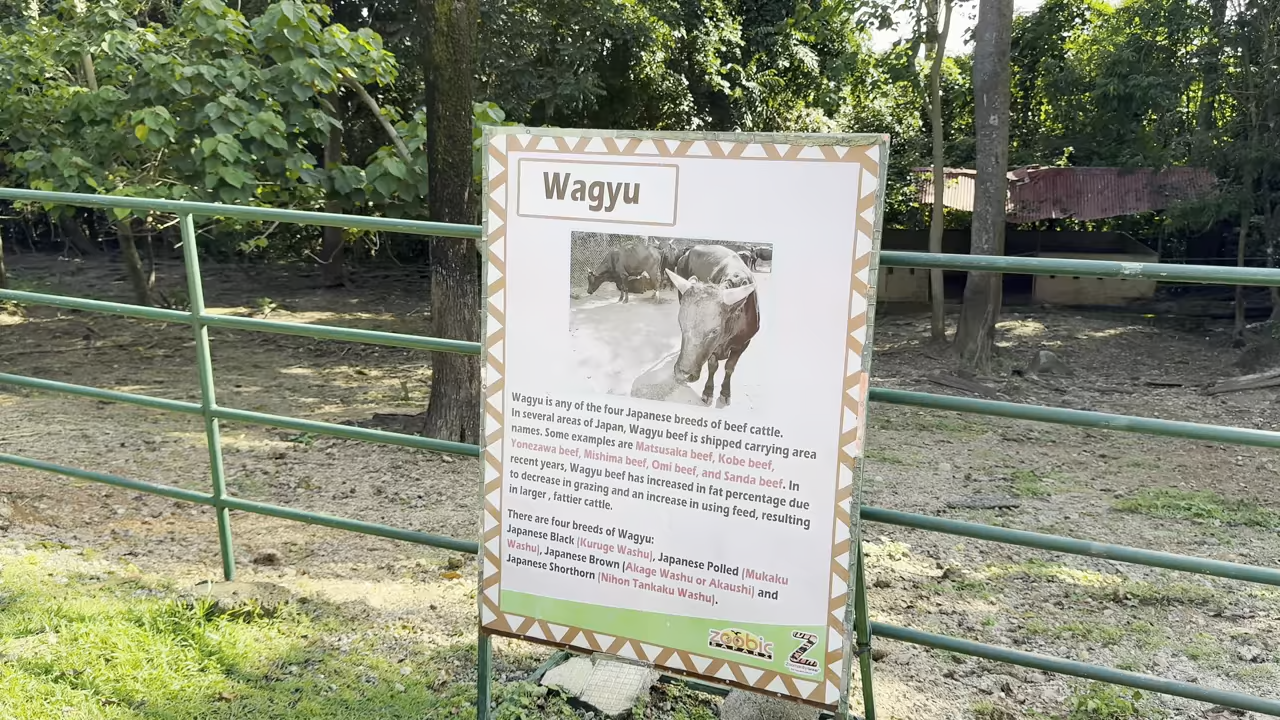 Wagyu
Wagyu is any of the four Japanese breeds of beef cattle.
In several areas of Japan, Wagyu beef is shipped carrying area
names. Some examples are Matsusaka beef, Kobe beef,
Yonezawa beef, Mishima beef, Omi beef, and Sanda beef. In
recent years, Wagyu beef has increased in fat percentage due
to decrease in grazing and an increase in using feed, resulting
in larger , fattier cattle.
There are four breeds of Wagyu:
Japanese Black (Kuruge Washu), Japanese Polled (Mukaku
Washu), Japanese Brown (Akage Washu or Akaushi) and
Japanese Shorthorn (Nihon Tankaku Washu).
zoobic